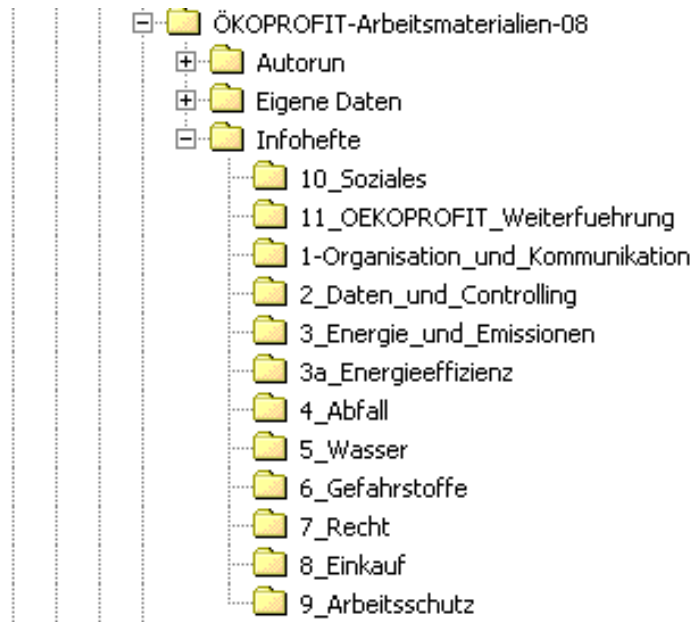 ÖKOPROFIT-Arbeitsmaterialien-08
Autorun
Eigene Daten
Infohefte
10_Soziales
11_OEKOPROFIT_Weiterfuehrung
1-Organisation_und_Kommunikation
2_Daten_und_Controlling
3_Energie_und_Emissionen
3a_Energieeffizienz
4_Abfall
5_Wasser
6_Gefahrstoffe
7_Recht
8_Einkauf
9_Arbeitsschutz